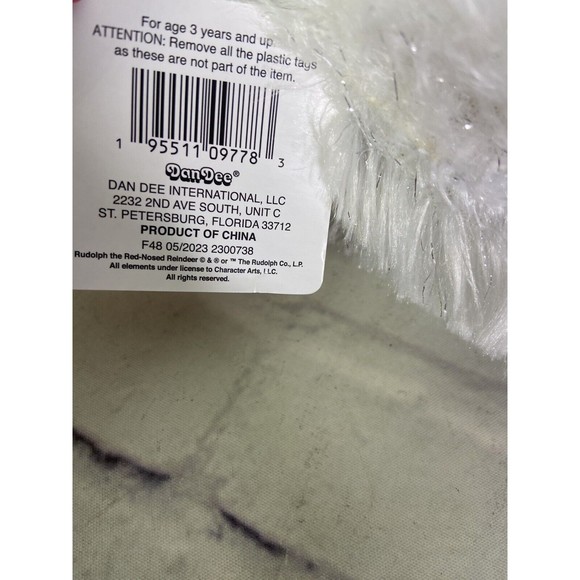 For age 3 years and up.
ATTENTION: Remove all the plastic tags
as these are not part of the item.
1 95511 09778 3
DanDee®
DAN DEE INTERNATIONAL, LLC
2232 2ND AVE SOUTH, UNIT C
ST. PETERSBURG, FLORIDA 33712
PRODUCT OF CHINA
F48 05/2023 2300738
Rudolph the Red-Nosed Reindeer © & ® or ™ The Rudolph Co., L.P.
All elements under license to Character Arts, LLC.
All rights reserved.